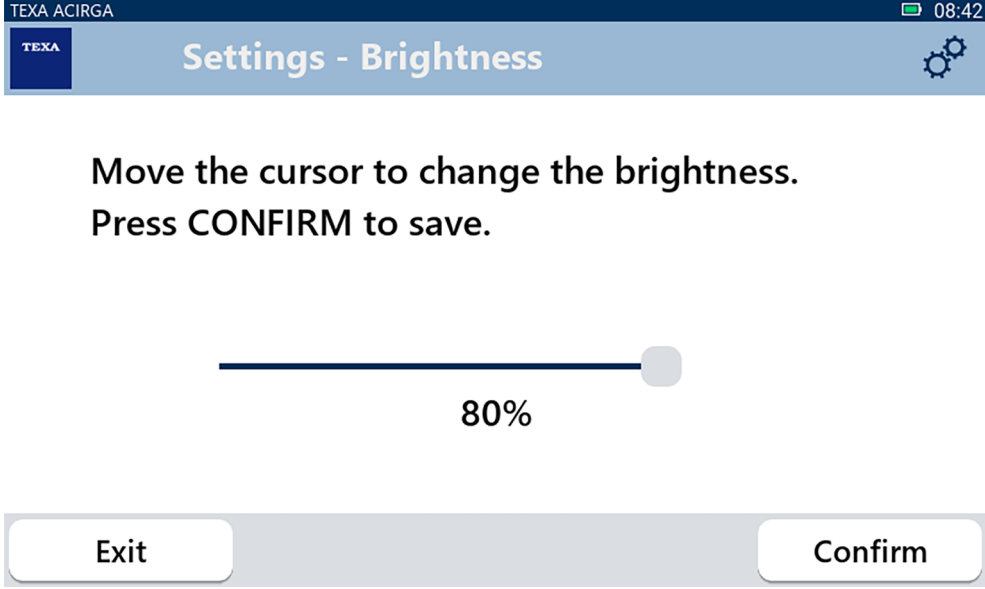 TEXA ACIRGA 08:42
TEXA
Settings - Brightness
Move the cursor to change the brightness.
Press CONFIRM to save.
80%
Exit Confirm